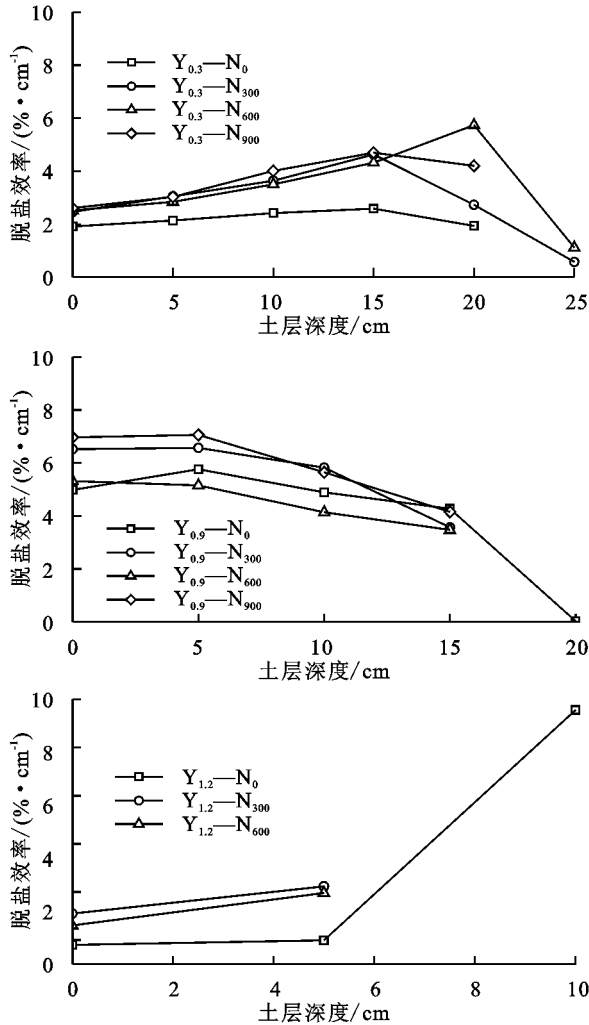 10
8
6
4
2
0
脱盐效率/(%·cm⁻¹)
Y₀.₃—N₀
Y₀.₃—N₃₀₀
Y₀.₃—N₆₀₀
Y₀.₃—N₉₀₀
0 5 10 15 20 25
土层深度/cm
10
8
6
4
2
0
脱盐效率/(%·cm⁻¹)
Y₀.₉—N₀
Y₀.₉—N₃₀₀
Y₀.₉—N₆₀₀
Y₀.₉—N₉₀₀
0 5 10 15 20
土层深度/cm
10
8
6
4
2
0
脱盐效率/(%·cm⁻¹)
Y₁.₂—N₀
Y₁.₂—N₃₀₀
Y₁.₂—N₆₀₀
0 2 4 6 8 10
土层深度/cm